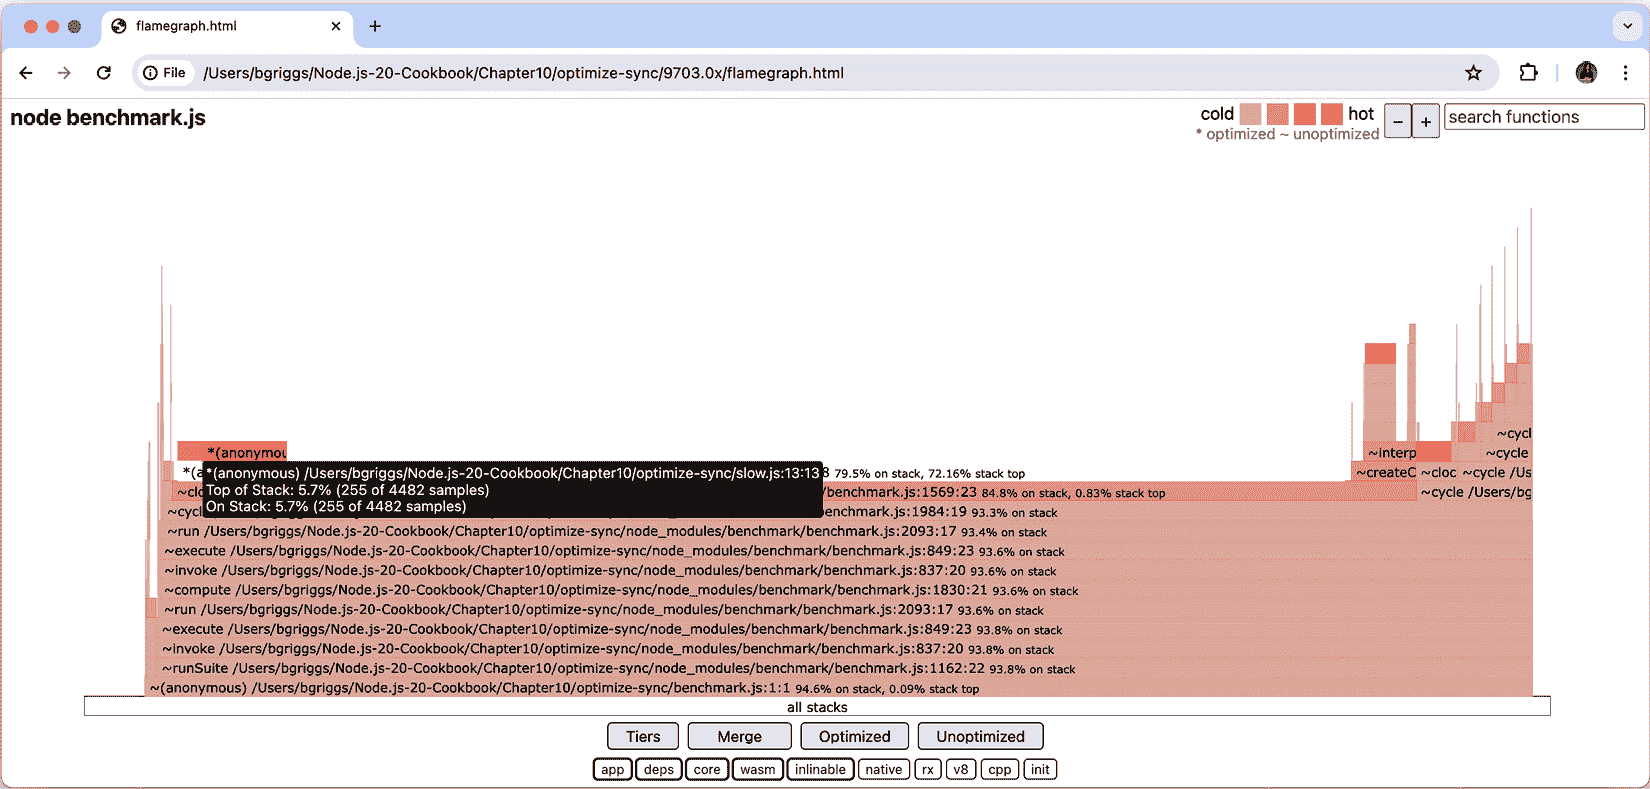 flamegraph.html
File /Users/bgriggs/Node.js-20-Cookbook/Chapter10/optimize-sync/9703.0x/flamegraph.html
node benchmark.js
cold hot − + search functions
* optimized ~ unoptimized
~cycl
*(anonymou ~interp ~cycle
*(a *(anonymous) /Users/bgriggs/Node.js-20-Cookbook/Chapter10/optimize-sync/slow.js:13:13 3 79.5% on stack, 72.16% stack top ~createC ~cloc ~cycle /Us
Top of Stack: 5.7% (255 of 4482 samples)
~clo /benchmark.js:1569:23 84.8% on stack, 0.83% stack top ~cycle /Users/bg
On Stack: 5.7% (255 of 4482 samples)
~cycl enchmark.js:1984:19 93.3% on stack
~run /Users/bgriggs/Node.js-20-Cookbook/Chapter10/optimize-sync/node_modules/benchmark/benchmark.js:2093:17 93.4% on stack
~execute /Users/bgriggs/Node.js-20-Cookbook/Chapter10/optimize-sync/node_modules/benchmark/benchmark.js:849:23 93.6% on stack
~invoke /Users/bgriggs/Node.js-20-Cookbook/Chapter10/optimize-sync/node_modules/benchmark/benchmark.js:837:20 93.6% on stack
~compute /Users/bgriggs/Node.js-20-Cookbook/Chapter10/optimize-sync/node_modules/benchmark/benchmark.js:1830:21 93.6% on stack
~run /Users/bgriggs/Node.js-20-Cookbook/Chapter10/optimize-sync/node_modules/benchmark/benchmark.js:2093:17 93.6% on stack
~execute /Users/bgriggs/Node.js-20-Cookbook/Chapter10/optimize-sync/node_modules/benchmark/benchmark.js:849:23 93.8% on stack
~invoke /Users/bgriggs/Node.js-20-Cookbook/Chapter10/optimize-sync/node_modules/benchmark/benchmark.js:837:20 93.8% on stack
~runSuite /Users/bgriggs/Node.js-20-Cookbook/Chapter10/optimize-sync/node_modules/benchmark/benchmark.js:1162:22 93.8% on stack
~(anonymous) /Users/bgriggs/Node.js-20-Cookbook/Chapter10/optimize-sync/benchmark.js:1:1 94.6% on stack, 0.09% stack top
all stacks
Tiers Merge Optimized Unoptimized
app deps core wasm inlinable native rx v8 cpp init